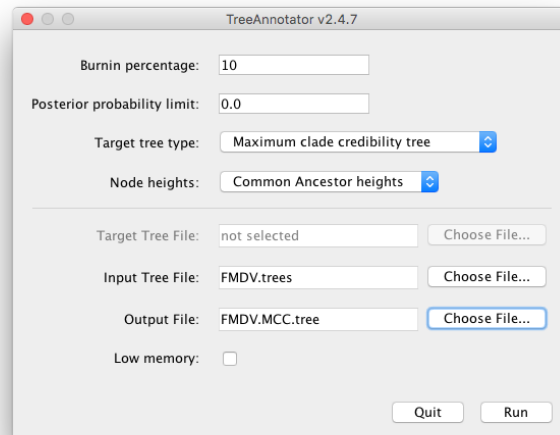 TreeAnnotator v2.4.7
Burnin percentage: 10
Posterior probability limit: 0.0
Target tree type: Maximum clade credibility tree
Node heights: Common Ancestor heights
Target Tree File: not selected Choose File...
Input Tree File: FMDV.trees Choose File...
Output File: FMDV.MCC.tree Choose File...
Low memory:
Quit Run